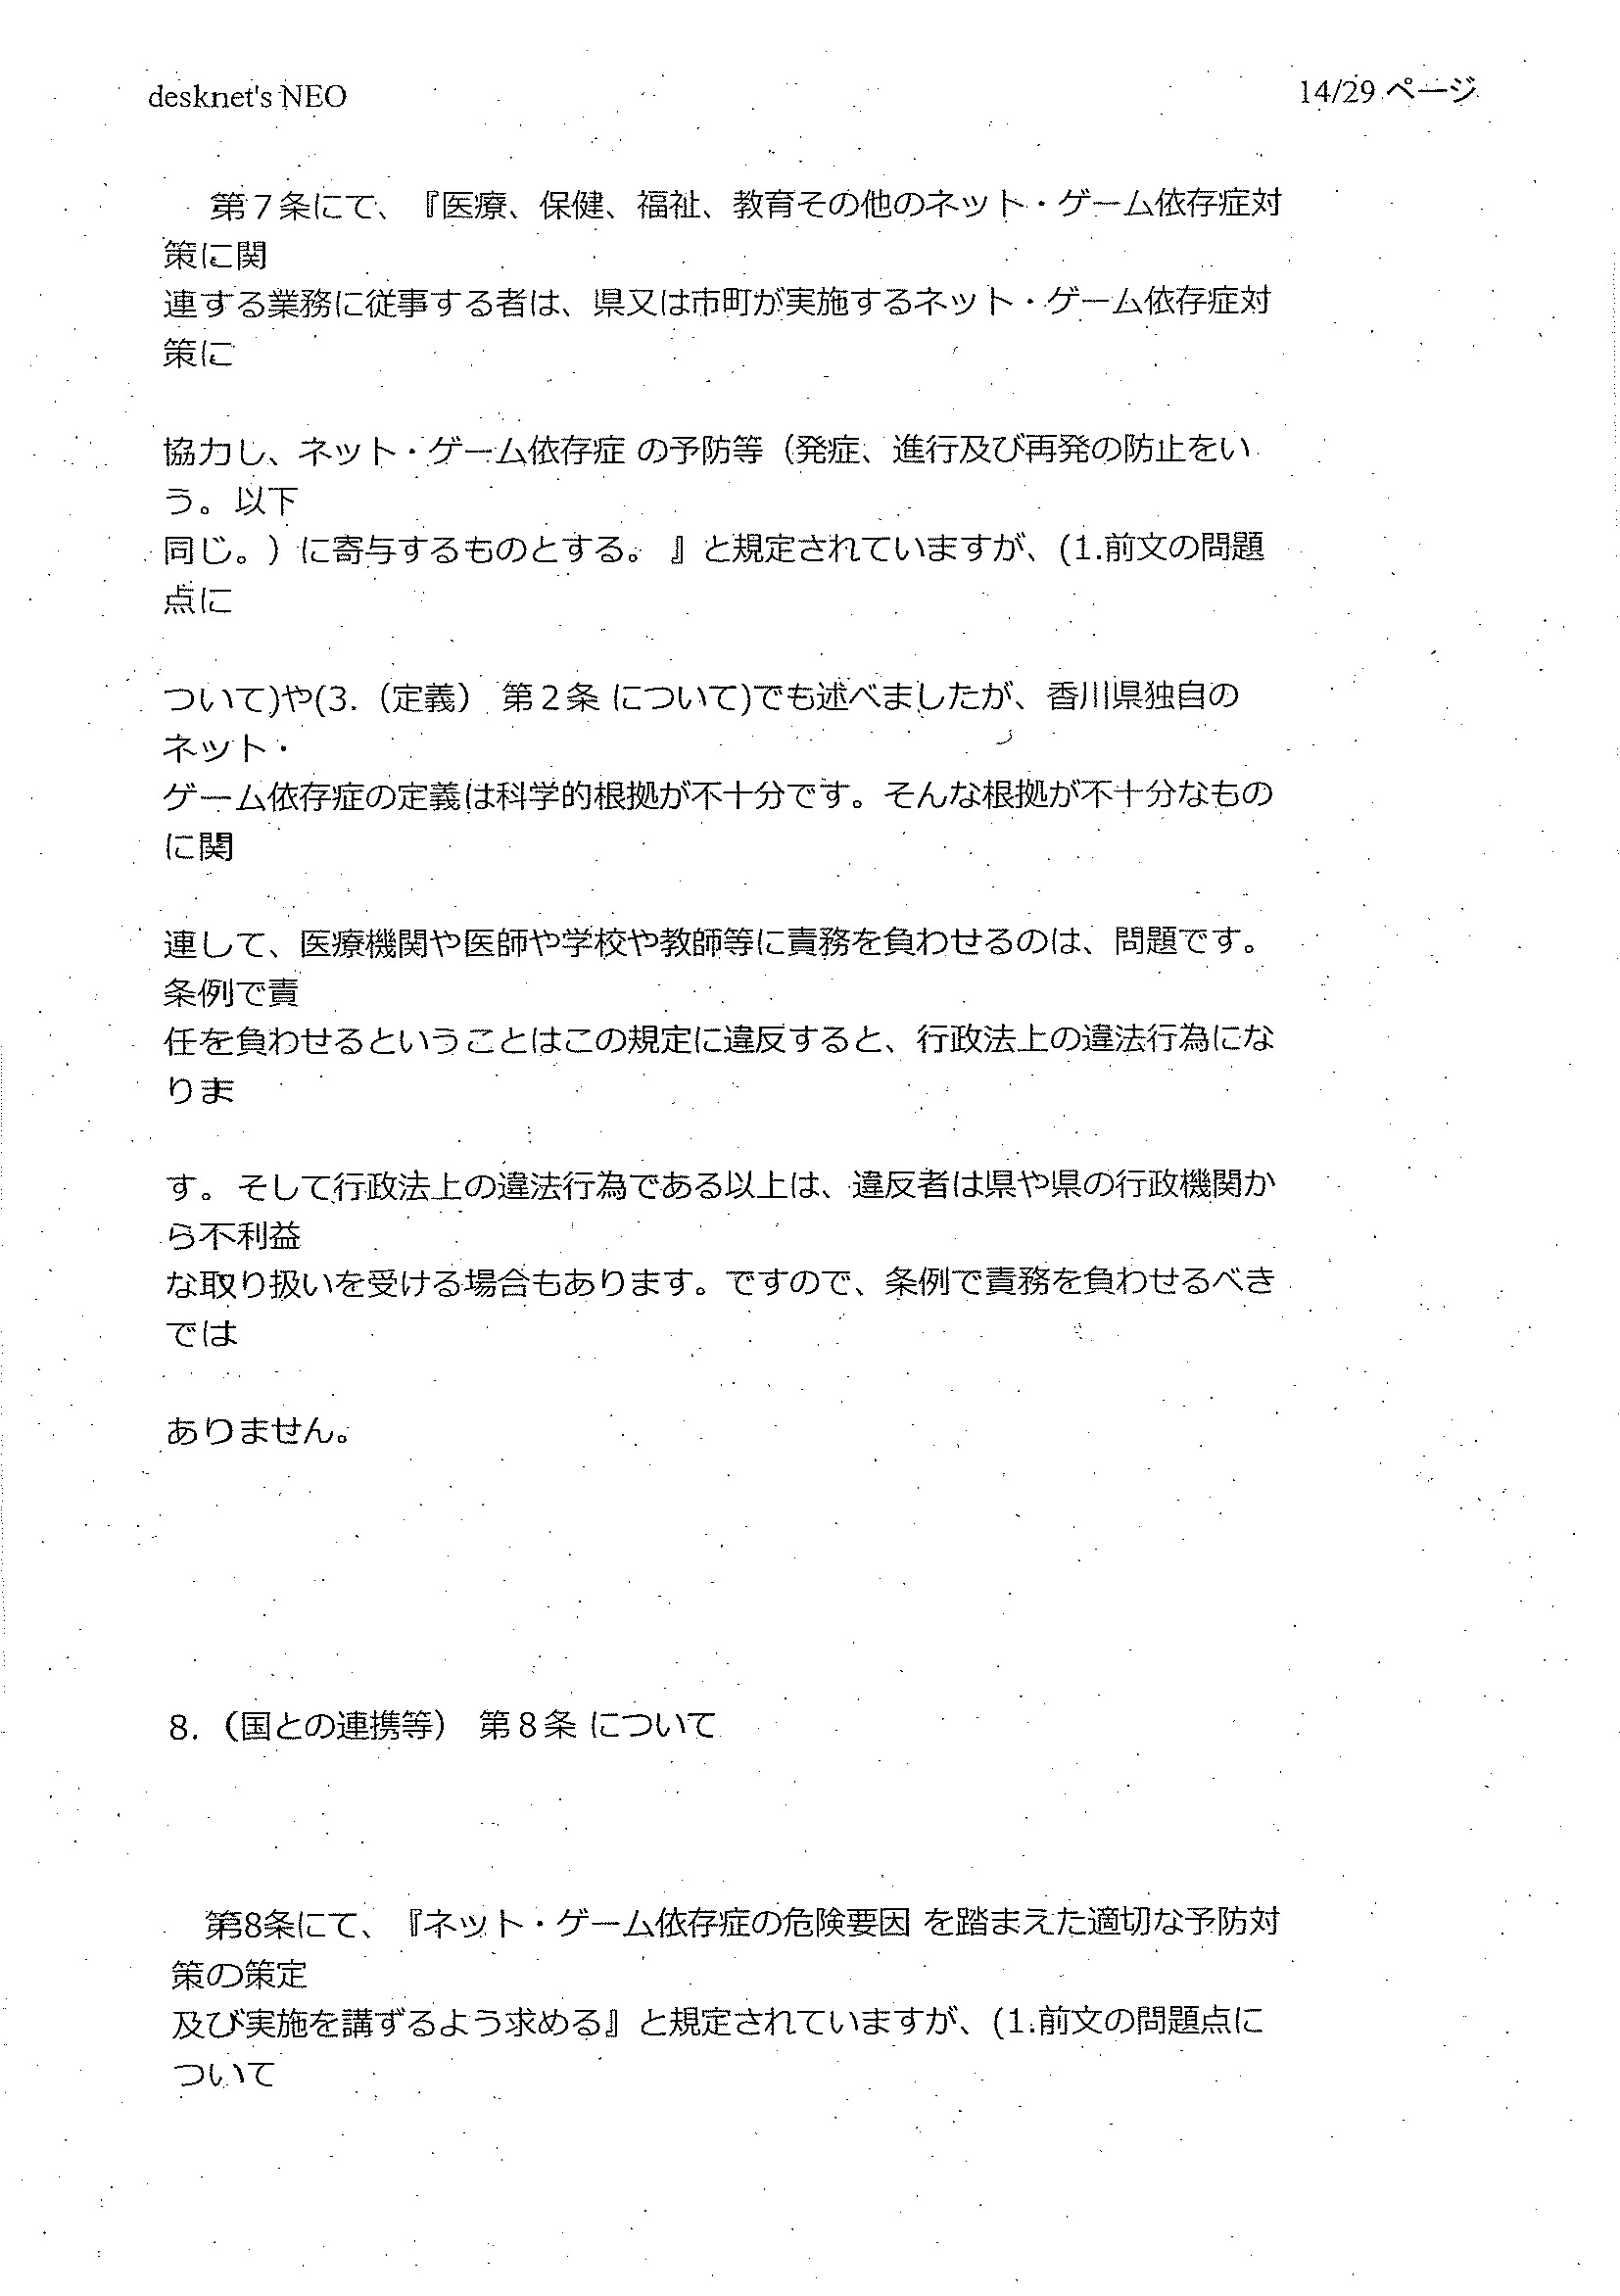 desknet's NEO
14/29 ページ
第７条にて、『医療、保健、福祉、教育その他のネット・ゲーム依存症対
策に関
連する業務に従事する者は、県又は市町が実施するネット・ゲーム依存症対
策に
協力し、ネット・ゲーム依存症 の予防等（発症、進行及び再発の防止をい
う。以下
同じ。）に寄与するものとする。 』と規定されていますが、(1.前文の問題
点に
ついて)や(3.（定義） 第２条 について)でも述べましたが、香川県独自の
ネット・
ゲーム依存症の定義は科学的根拠が不十分です。そんな根拠が不十分なもの
に関
連して、医療機関や医師や学校や教師等に責務を負わせるのは、問題です。
条例で責
任を負わせるということはこの規定に違反すると、行政法上の違法行為にな
りま
す。そして行政法上の違法行為である以上は、違反者は県や県の行政機関か
ら不利益
な取り扱いを受ける場合もあります。ですので、条例で責務を負わせるべき
では
ありません。
8.（国との連携等） 第８条 について
第8条にて、『ネット・ゲーム依存症の危険要因 を踏まえた適切な予防対
策の策定
及び実施を講ずるよう求める』と規定されていますが、(1.前文の問題点に
ついて